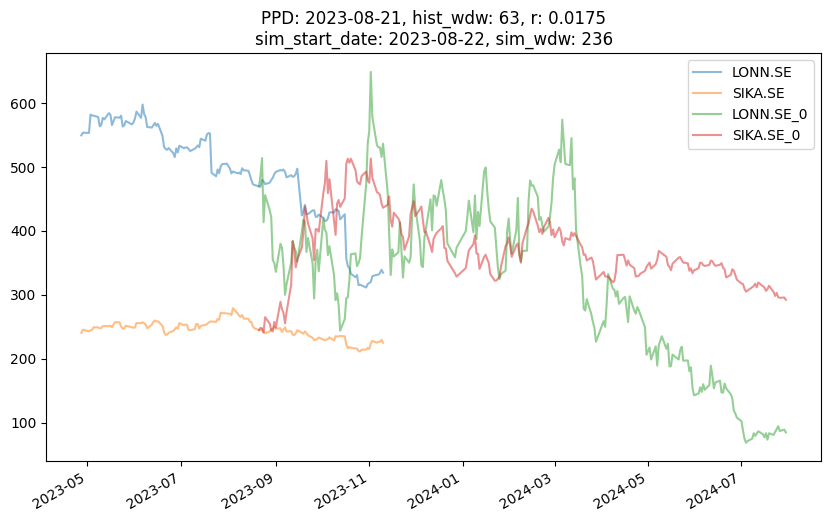 PPD: 2023-08-21, hist_wdw: 63, r: 0.0175
sim_start_date: 2023-08-22, sim_wdw: 236
LONN.SE
SIKA.SE
LONN.SE_0
SIKA.SE_0
600
500
400
300
200
100
2023-05
2023-07
2023-09
2023-11
2024-01
2024-03
2024-05
2024-07